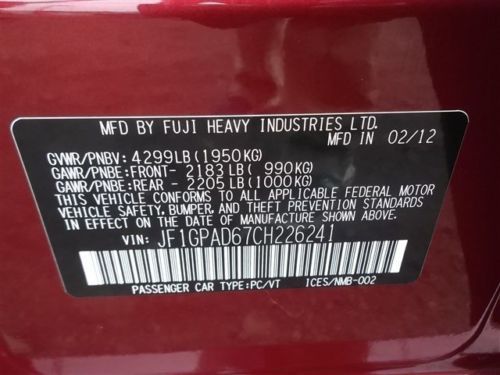 MFD BY FUJI HEAVY INDUSTRIES LTD.
MFD IN 02/12
GVWR/PNBV: 4299LB(1950KG)
GAWR/PNBE:FRONT- 2183LB( 990KG)
GAWR/PNBE:REAR - 2205LB(1000KG)
THIS VEHICLE CONFORMS TO ALL APPLICABLE FEDERAL MOTOR
VEHICLE SAFETY, BUMPER, AND THEFT PREVENTION STANDARDS
IN EFFECT ON THE DATE OF MANUFACTURE SHOWN ABOVE.
VIN: JF1GPAD67CH226241
PASSENGER CAR TYPE:PC/VT ICES/NMB-002